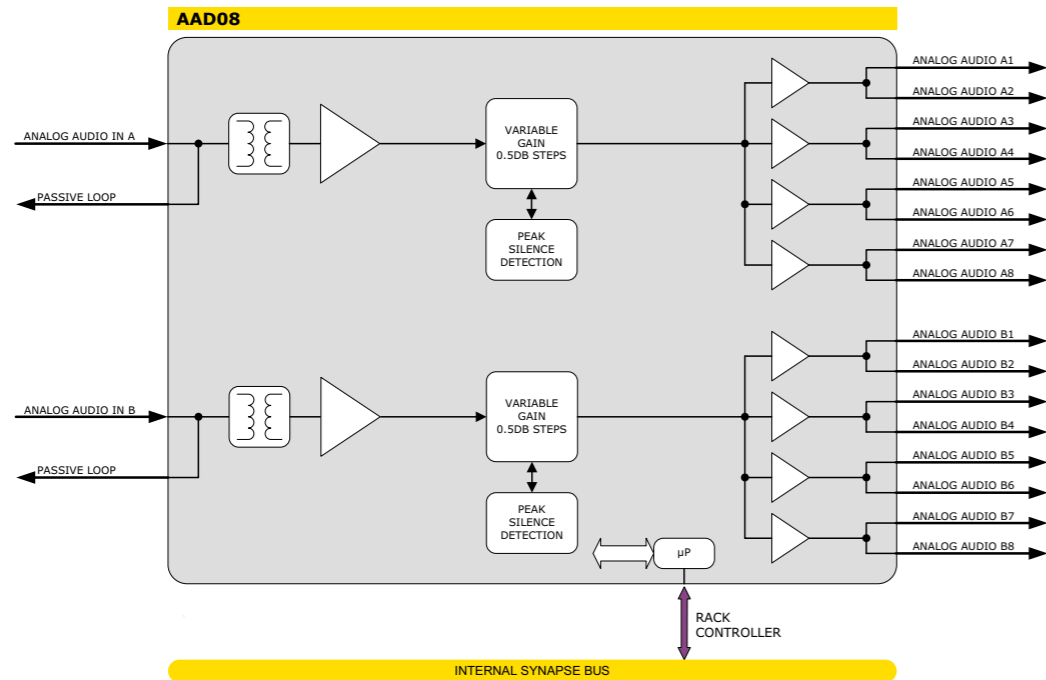 AAD08
ANALOG AUDIO IN A
PASSIVE LOOP
VARIABLE
GAIN
0.5DB STEPS
PEAK
SILENCE
DETECTION
ANALOG AUDIO A1
ANALOG AUDIO A2
ANALOG AUDIO A3
ANALOG AUDIO A4
ANALOG AUDIO A5
ANALOG AUDIO A6
ANALOG AUDIO A7
ANALOG AUDIO A8
ANALOG AUDIO IN B
PASSIVE LOOP
VARIABLE
GAIN
0.5DB STEPS
PEAK
SILENCE
DETECTION
ANALOG AUDIO B1
ANALOG AUDIO B2
ANALOG AUDIO B3
ANALOG AUDIO B4
ANALOG AUDIO B5
ANALOG AUDIO B6
ANALOG AUDIO B7
ANALOG AUDIO B8
µP
RACK
CONTROLLER
INTERNAL SYNAPSE BUS